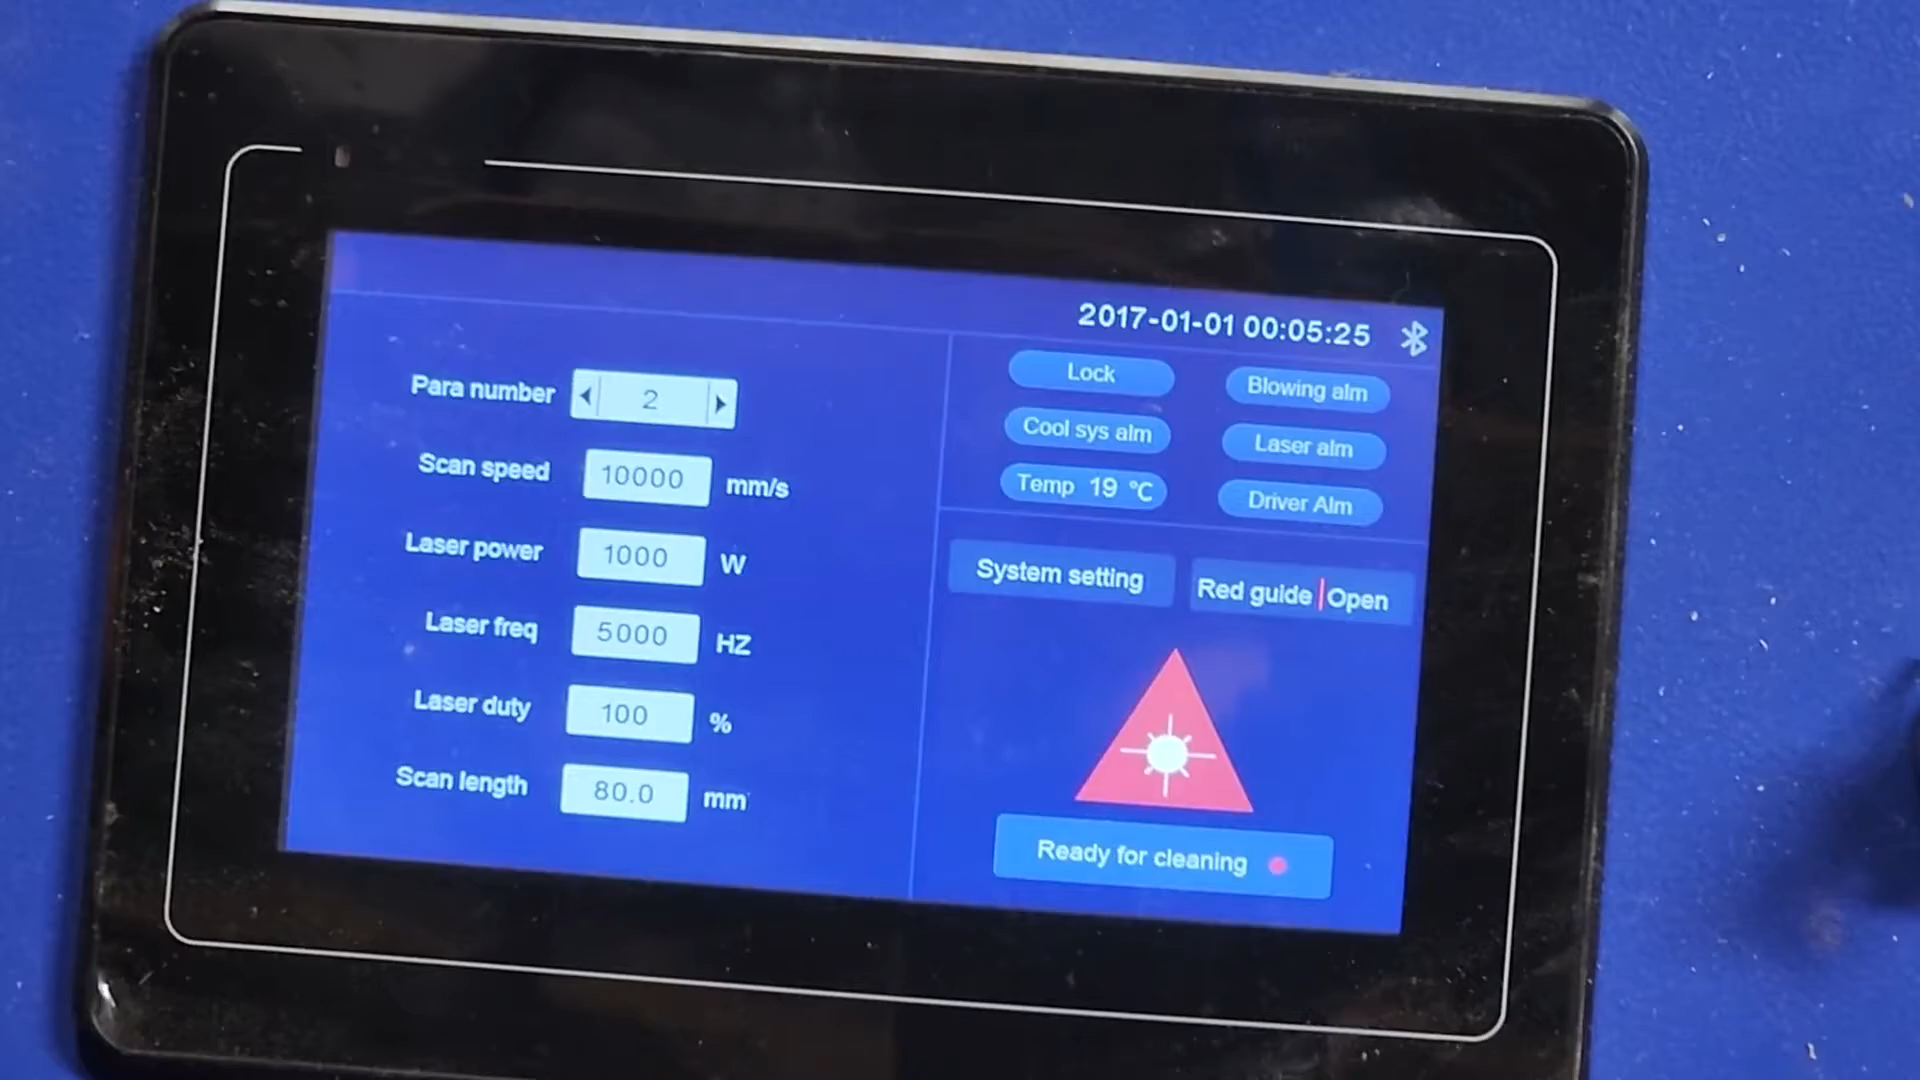 2017-01-01 00:05:25
Para number 2
Scan speed 10000 mm/s
Laser power 1000 W
Laser freq 5000 HZ
Laser duty 100 %
Scan length 80.0 mm
Lock Blowing alm
Cool sys alm Laser alm
Temp 19 °C Driver Alm
System setting Red guide Open
Ready for cleaning